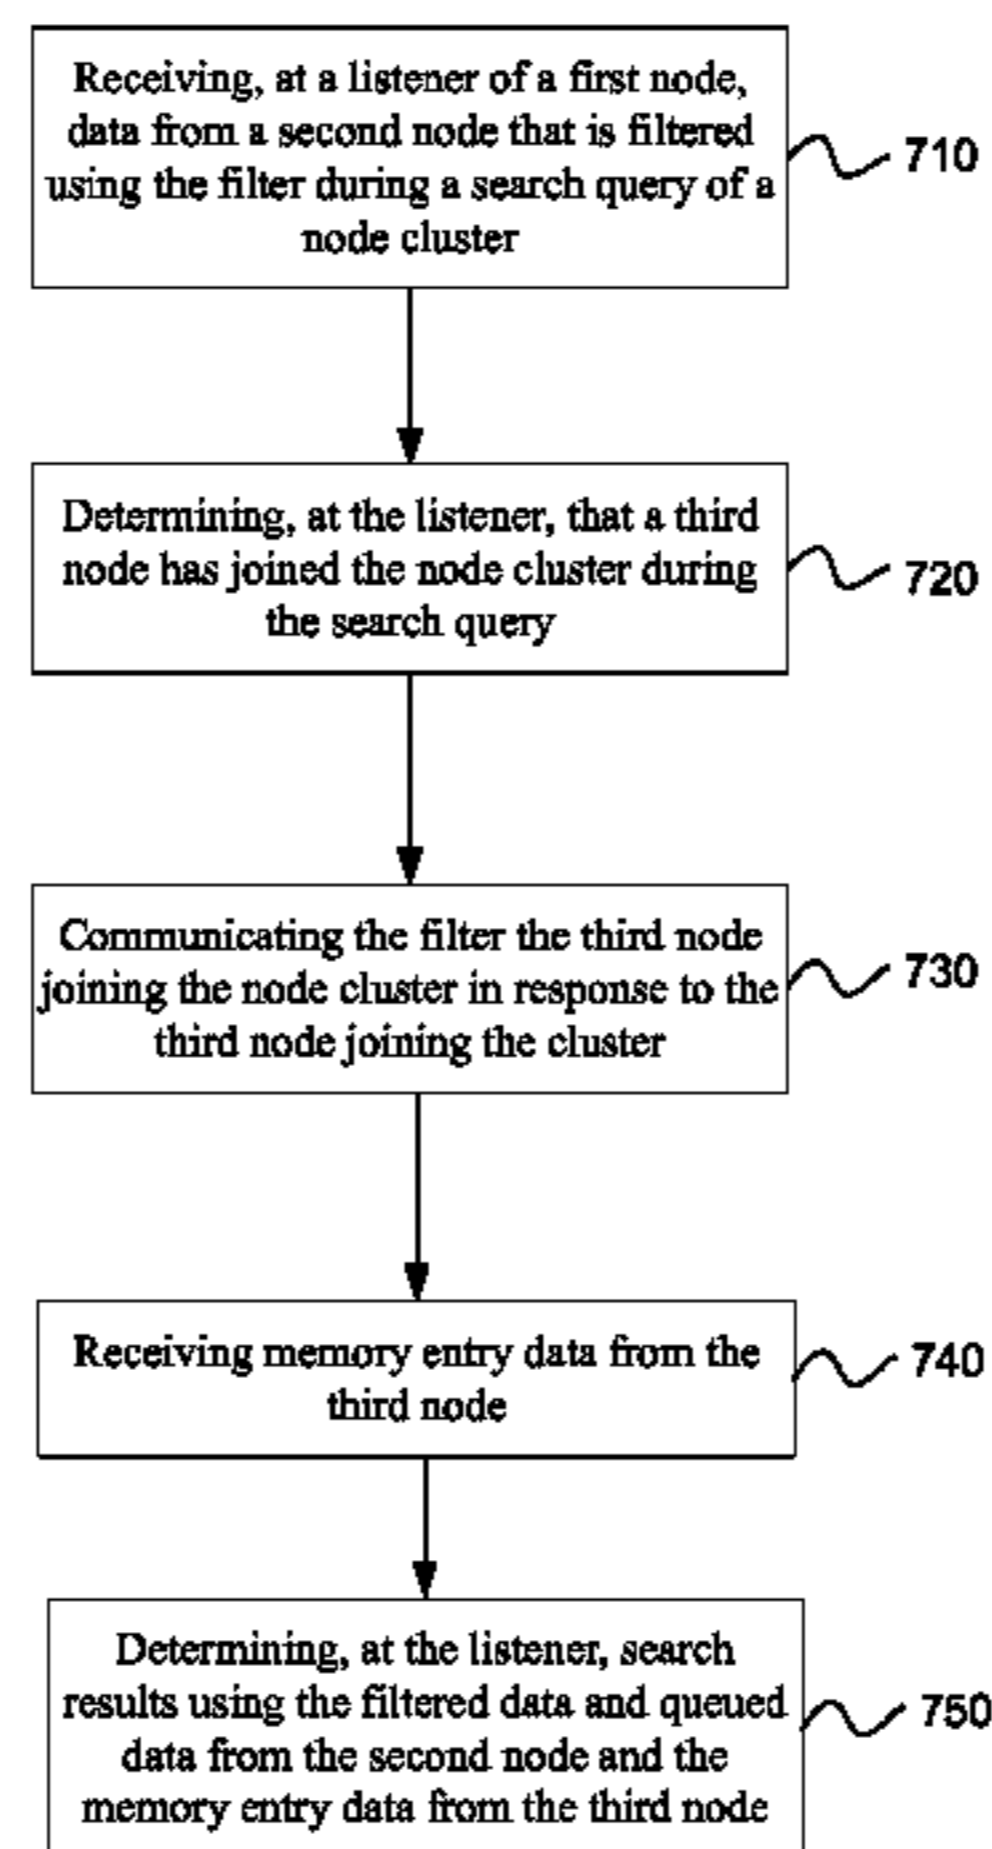 Receiving, at a listener of a first node,
data from a second node that is filtered
using the filter during a search query of a
node cluster
710
Determining, at the listener, that a third
node has joined the node cluster during
the search query
720
Communicating the filter the third node
joining the node cluster in response to the
third node joining the cluster
730
Receiving memory entry data from the
third node
740
Determining, at the listener, search
results using the filtered data and queued
data from the second node and the
memory entry data from the third node
750